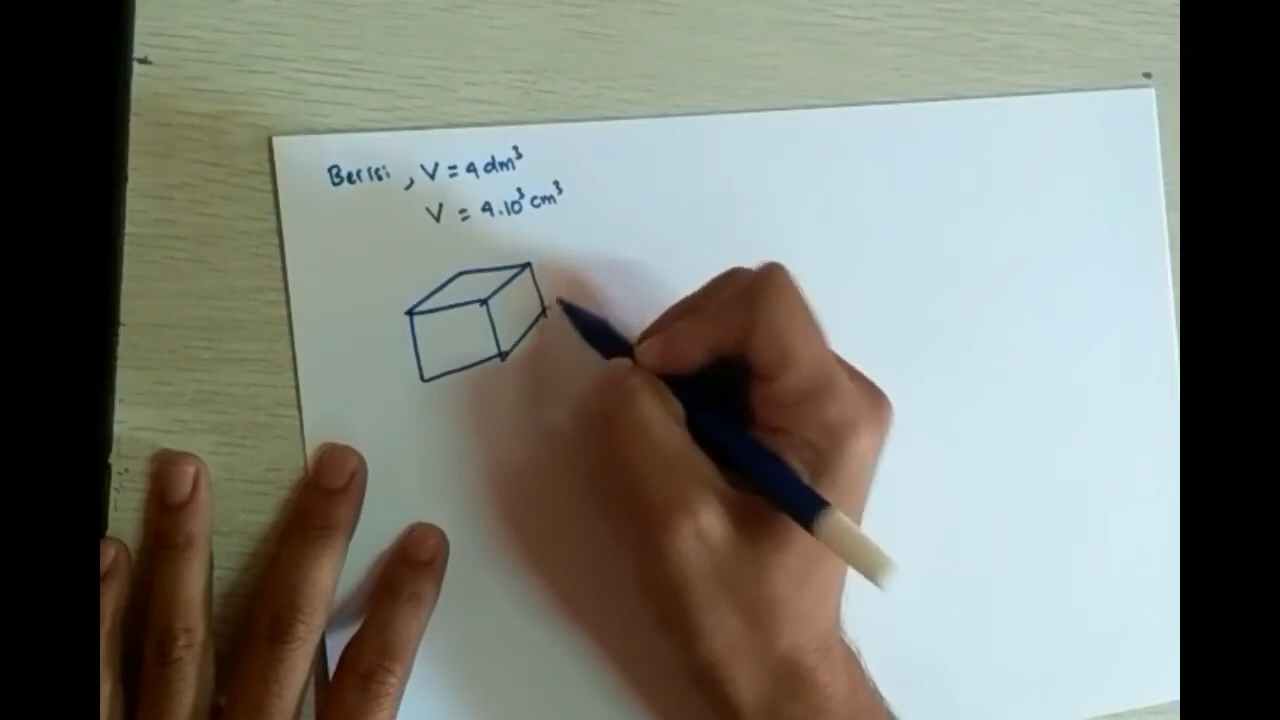 Berisi, V = 4 dm³
V = 4.10³ cm³